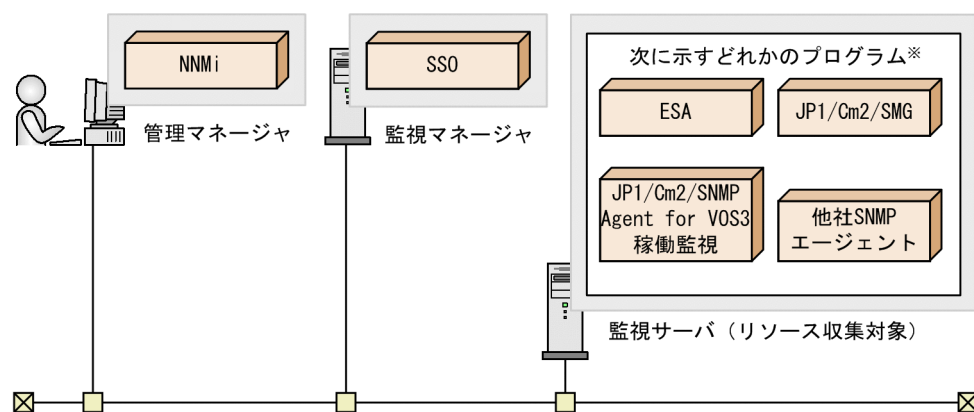 NNMi
管理マネージャ
SSO
監視マネージャ
次に示すどれかのプログラム※
ESA
JP1/Cm2/SMG
JP1/Cm2/SNMP
Agent for VOS3
稼働監視
他社SNMP
エージェント
監視サーバ（リソース収集対象）